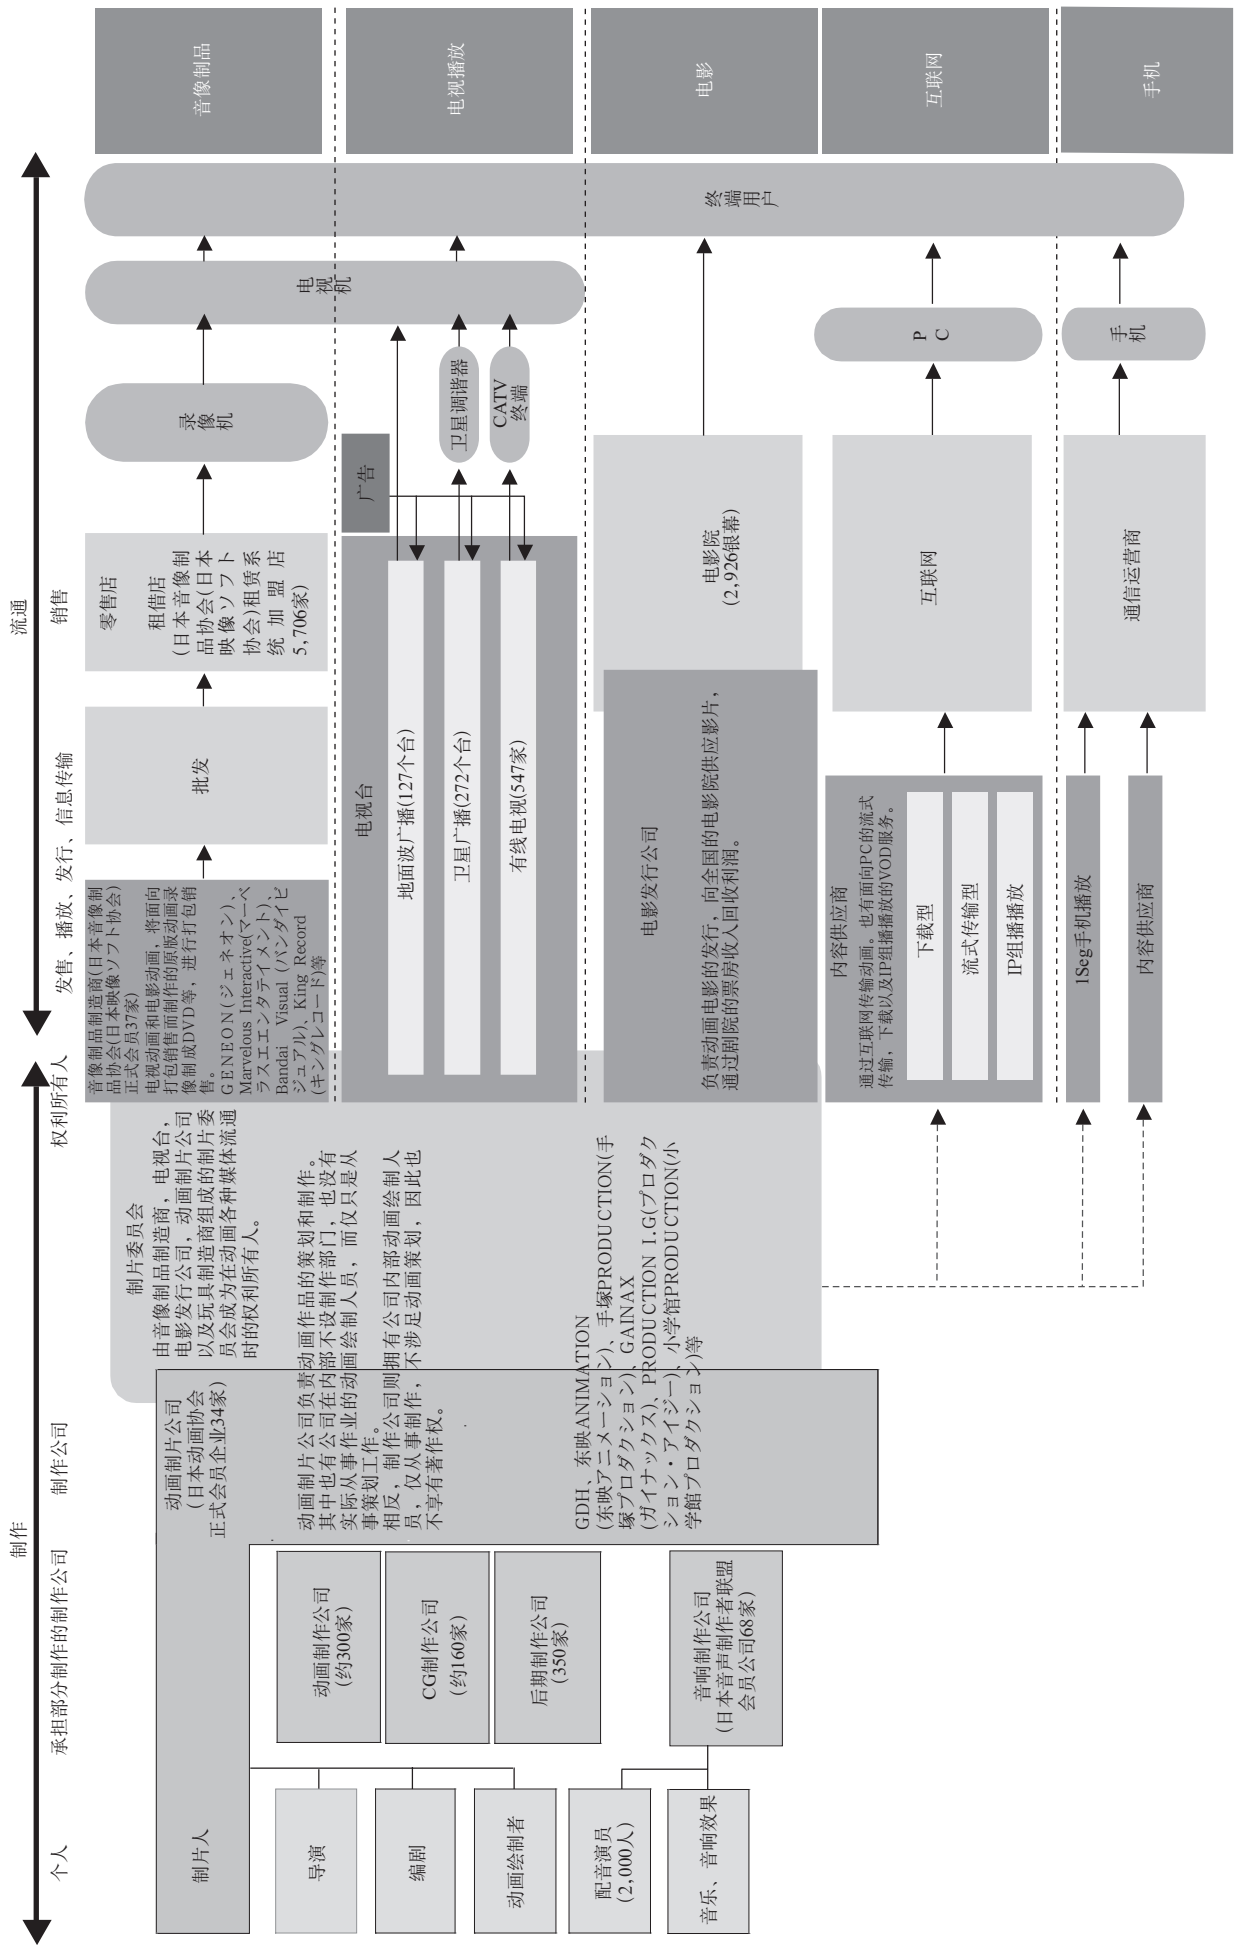 制作
流通
个人
承担部分制作的制作公司
制作公司
权利所有人
发售、播放、发行、信息传输
销售
制片人
导演
编剧
动画绘制者
配音演员
(2,000人)
音乐、音响效果
动画制作公司
(约300家)
CG制作公司
(约160家)
后期制作公司
(350家)
音响制作公司
(日本音声制作者联盟
会员公司68家)
动画制片公司
(日本动画协会
正式会员企业34家)
动画制片公司负责动画作品的策划和制作。
其中也有公司在内部不设制作部门，也没有
实际从事作业的动画绘制人员，而仅只是从
事策划工作。
相反，制作公司则拥有公司内部动画绘制人
员，仅从事制作，不涉足动画策划，因此也
不享有著作权。
GDH、东映ANIMATION
(东映アニメーション)、手塚PRODUCTION(手
塚プロダクション)、GAINAX
(ガイナックス)、PRODUCTION I.G(プロダク
ション・アイジー)、小学馆PRODUCTION(小
学館プロダクション)等
制片委员会
由音像制品制造商，电视台，
电影发行公司，动画制片公司
以及玩具制造商组成的制片委
员会成为在动画各种媒体流通
时的权利所有人。
音像制品制造商(日本音像制
品协会(日本映像ソフト协会)
正式会员37家)
电视动画和电影动画，将面向
打包销售而制作的原版动画录
像制成DVD等，进行打包销
售。
GENEON(ジェネオン)、
Marvelous Interactive(マーベ
ラスエエンタテイメント)、
Bandai Visual (バンダイビ
ジュアル)、King Record
(キングレコード)等
批发
零售店
租借店
(日本音像制
品协会(日本
映像ソフト
协会)租赁系
统加盟店
5,706家)
录像机
电视机
终端用户
音像制品
电视台
地面波广播(127个台)
卫星广播(272个台)
有线电视(547家)
广告
卫星调谐器
CATV
终端
电视播放
电影发行公司
负责动画电影的发行，向全国的电影院供应影片，
通过剧院的票房收入回收利润。
电影院
(2,926银幕)
电影
内容供应商
通过互联网传输动画。也有面向PC的流式
传输，下载以及IP组播播放的VOD服务。
下载型
流式传输型
IP组播播放
互联网
PC
互联网
1Seg手机播放
内容供应商
通信运营商
手机
手机